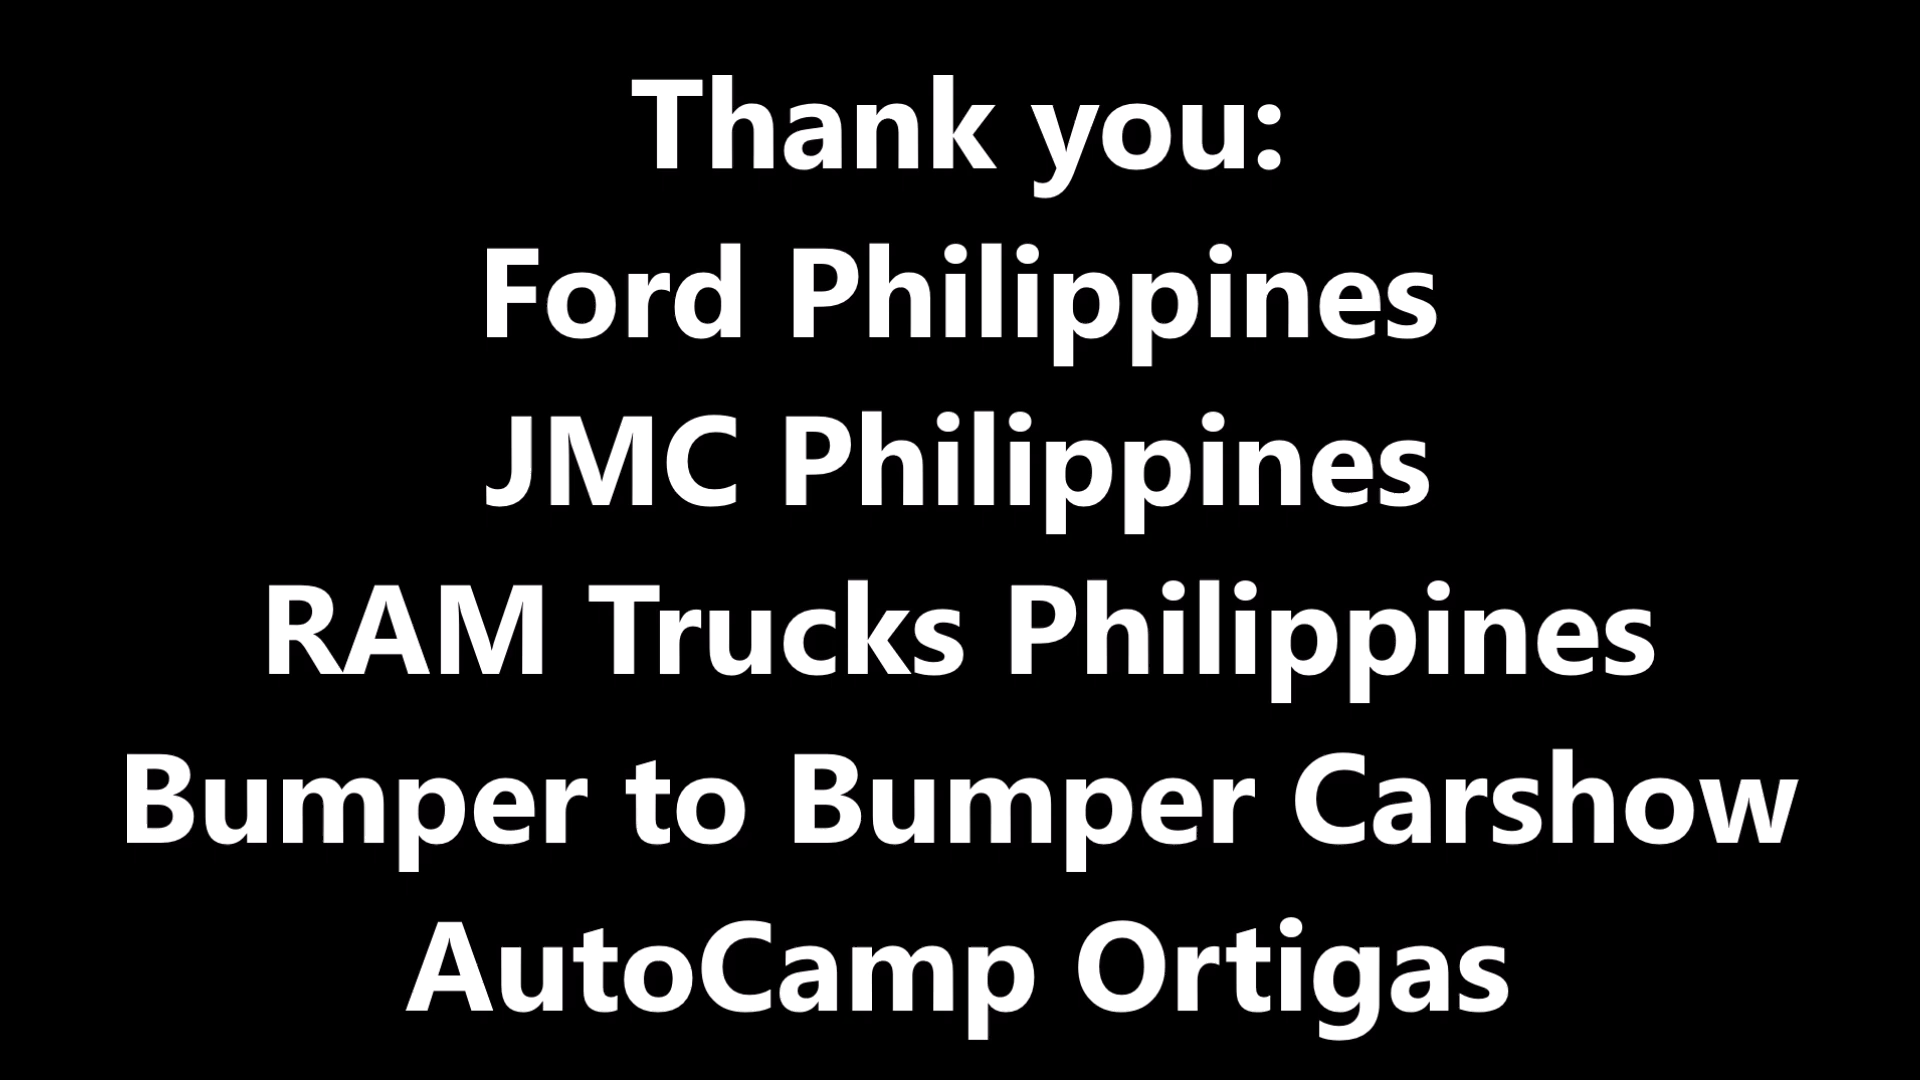 Thank you:
Ford Philippines
JMC Philippines
RAM Trucks Philippines
Bumper to Bumper Carshow
AutoCamp Ortigas